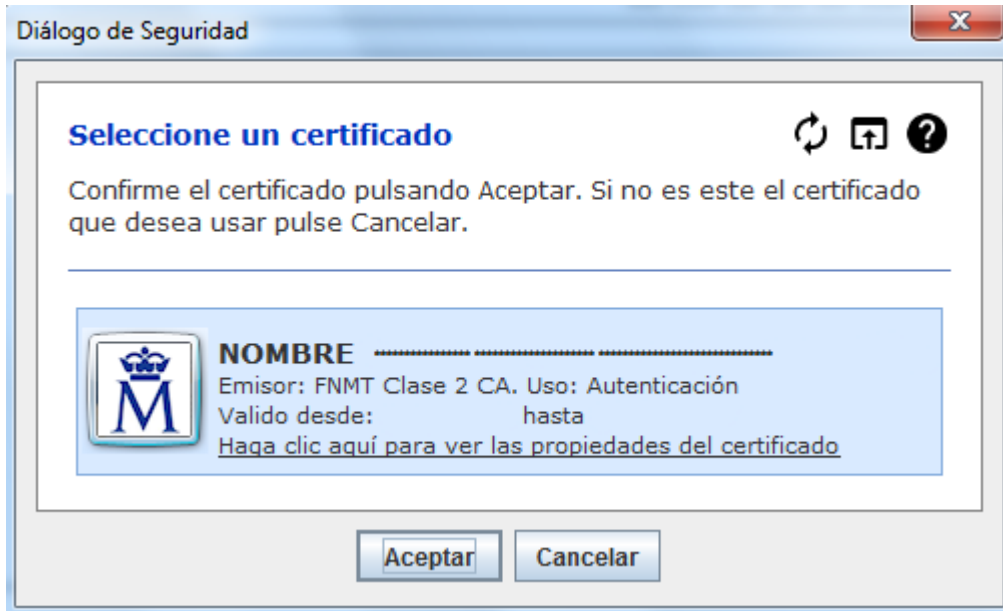 Diálogo de Seguridad
Seleccione un certificado
Confirme el certificado pulsando Aceptar. Si no es este el certificado
que desea usar pulse Cancelar.
NOMBRE
Emisor: FNMT Clase 2 CA. Uso: Autenticación
Valido desde: hasta
Haga clic aquí para ver las propiedades del certificado
M
Aceptar Cancelar